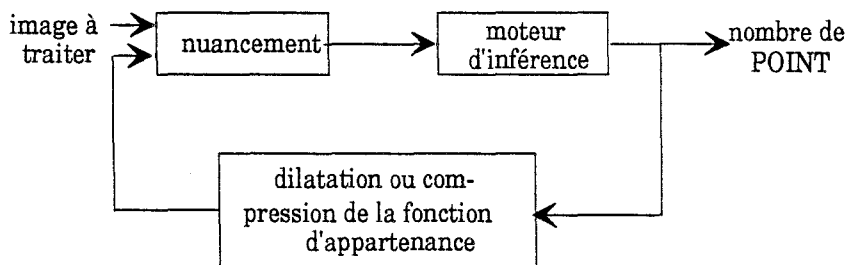 image à
traiter
nuancement
moteur
d'inférence
nombre de
POINT
dilatation ou com-
pression de la fonction
d'appartenance